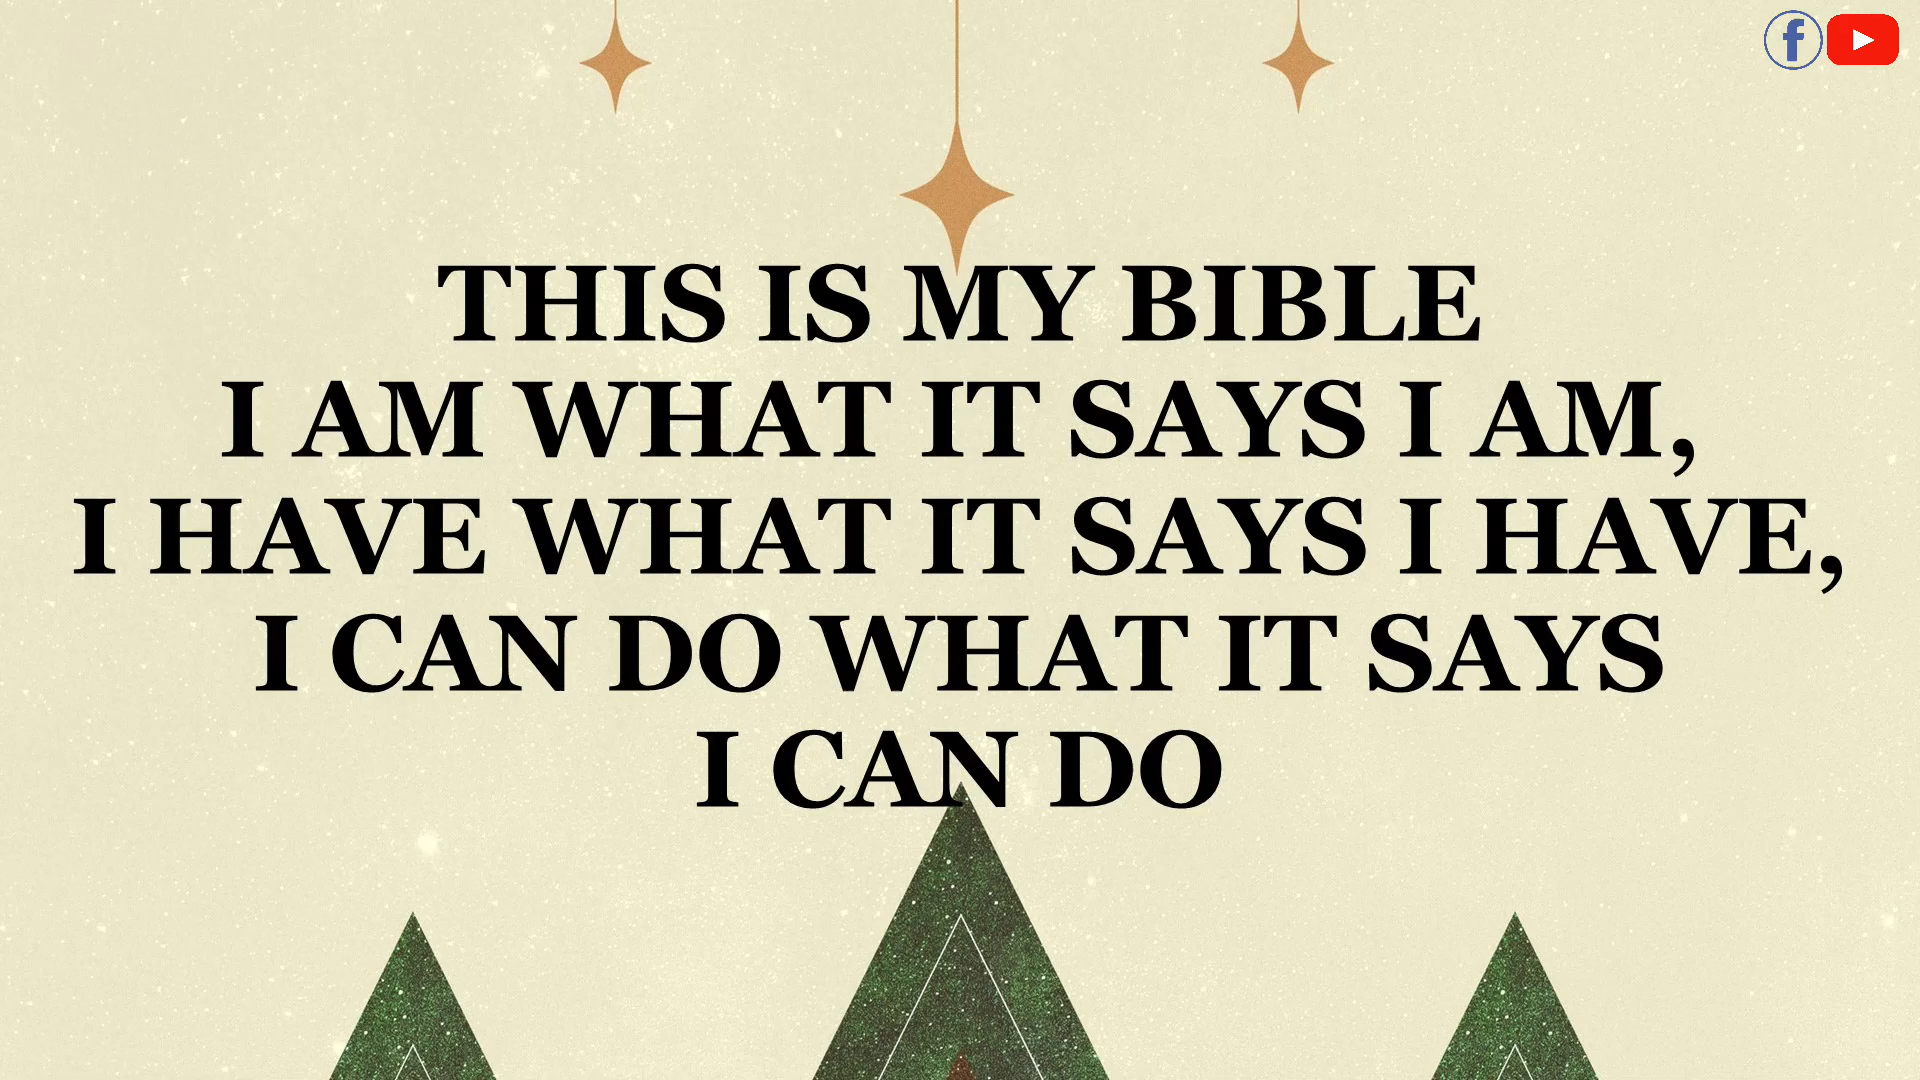 THIS IS MY BIBLE
I AM WHAT IT SAYS I AM,
I HAVE WHAT IT SAYS I HAVE,
I CAN DO WHAT IT SAYS
I CAN DO